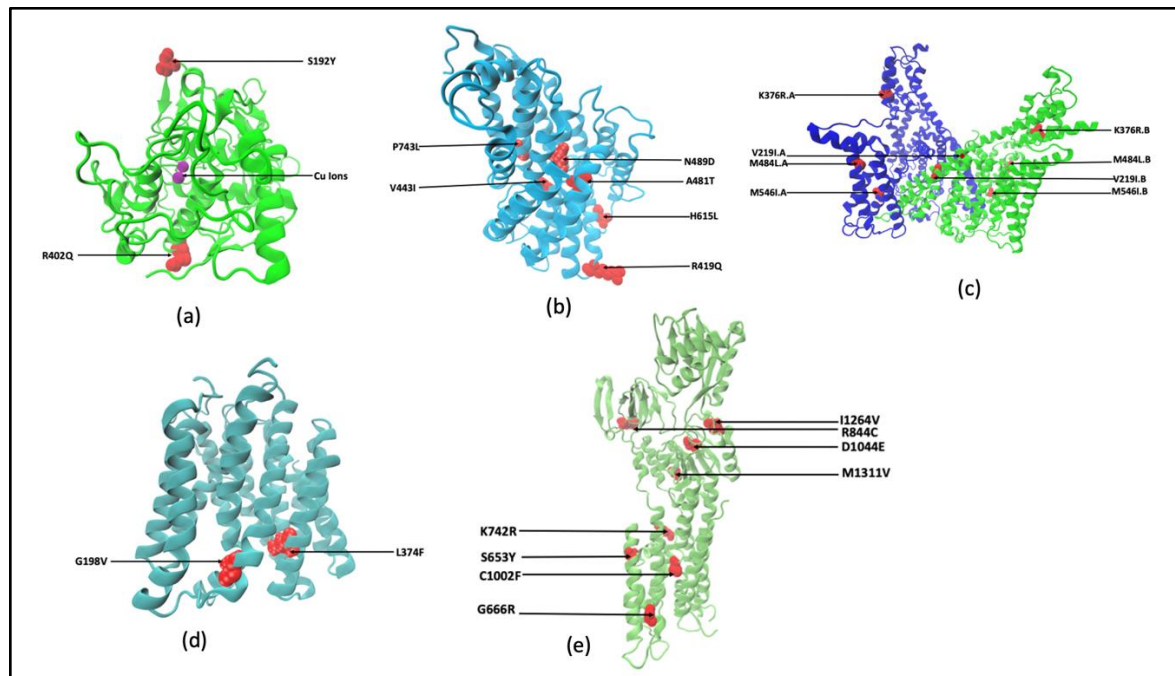 S192Y
Cu Ions
R402Q
(a)
P743L
N489D
V443I
A481T
H615L
R419Q
(b)
K376R.A
K376R.B
V219I.A
M484L.A
M484L.B
V219I.B
M546I.A
M546I.B
(c)
G198V
L374F
(d)
I1264V
R844C
D1044E
M1311V
K742R
S653Y
C1002F
G666R
(e)